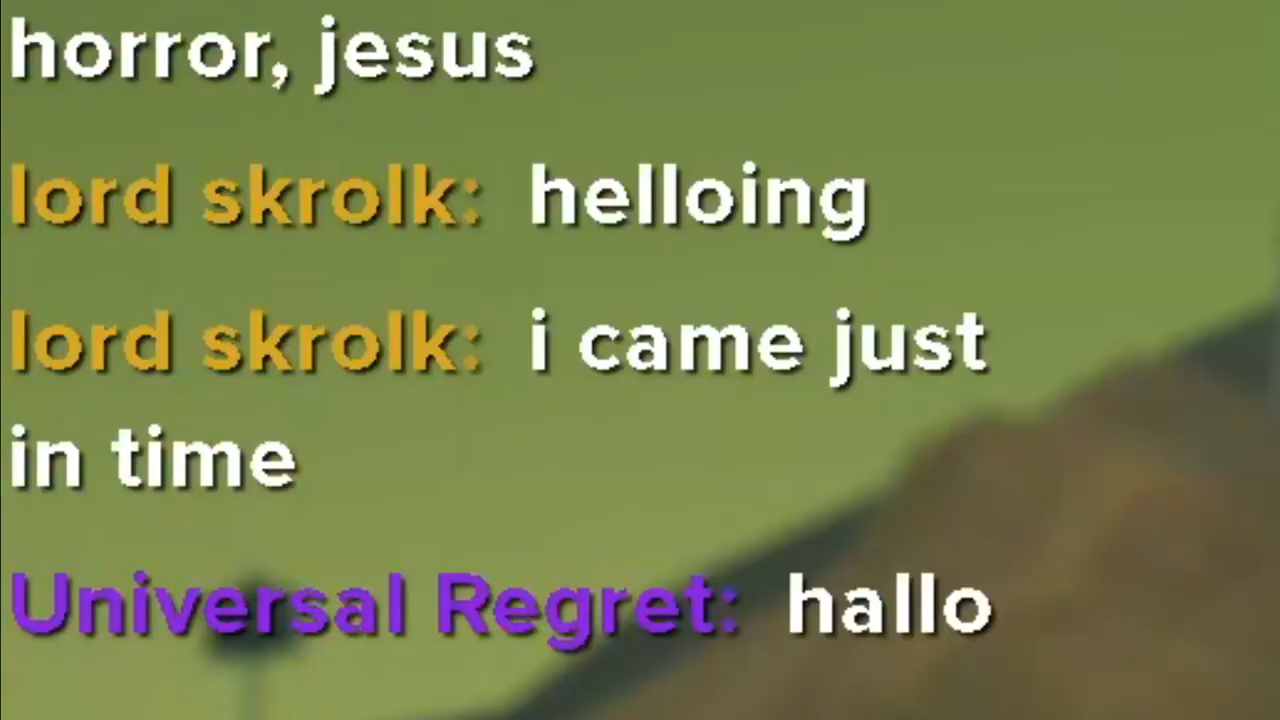 horror, jesus
lord skrolk: helloing
lord skrolk: i came just
in time
Universal Regret: hallo